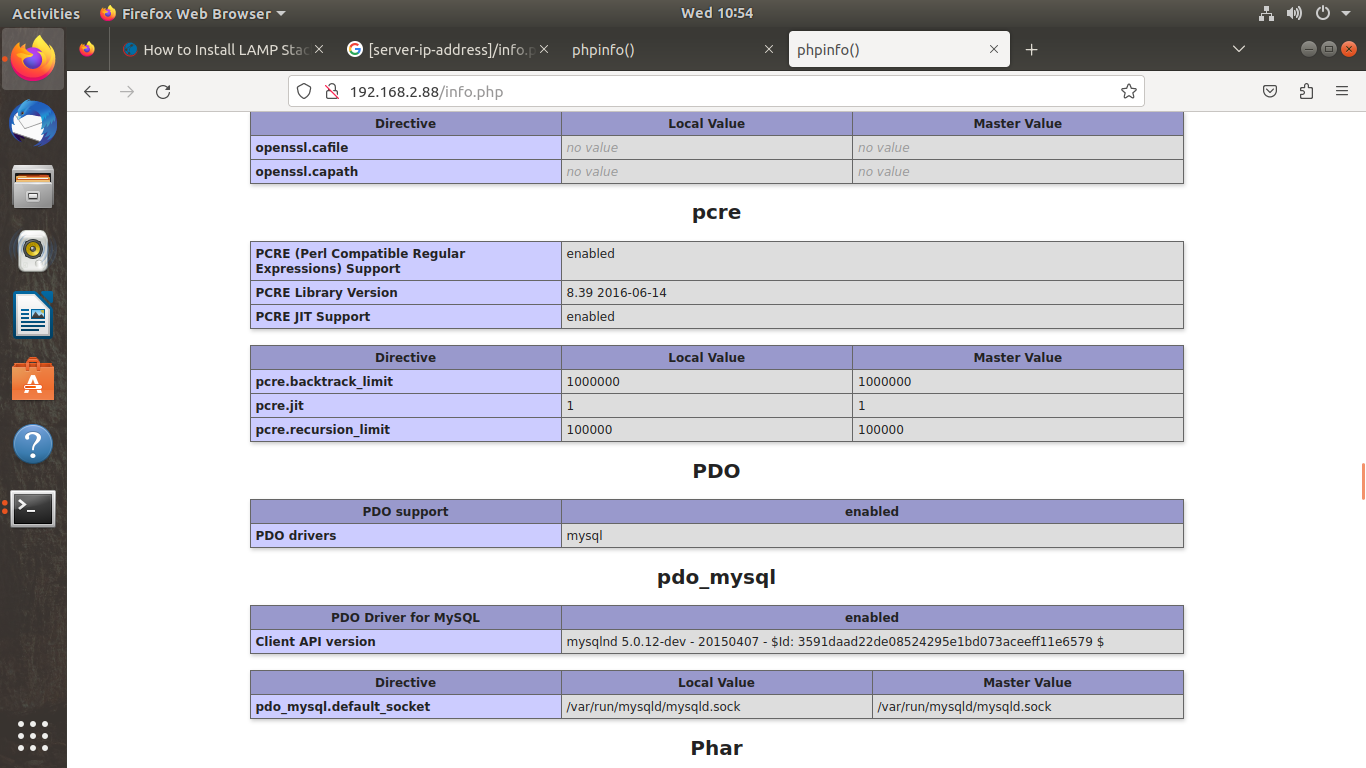 Activities Firefox Web Browser Wed 10:54
How to Install LAMP Stac [server-ip-address]/info.p phpinfo() phpinfo()
192.168.2.88/info.php
Directive Local Value Master Value
openssl.cafile no value no value
openssl.capath no value no value
pcre
PCRE (Perl Compatible Regular
Expressions) Support enabled
PCRE Library Version 8.39 2016-06-14
PCRE JIT Support enabled
Directive Local Value Master Value
pcre.backtrack_limit 1000000 1000000
pcre.jit 1 1
pcre.recursion_limit 100000 100000
PDO
PDO support enabled
PDO drivers mysql
pdo_mysql
PDO Driver for MySQL enabled
Client API version mysqlnd 5.0.12-dev - 20150407 - $Id: 3591daad22de08524295e1bd073aceeff11e6579 $
Directive Local Value Master Value
pdo_mysql.default_socket /var/run/mysqld/mysqld.sock /var/run/mysqld/mysqld.sock
Phar